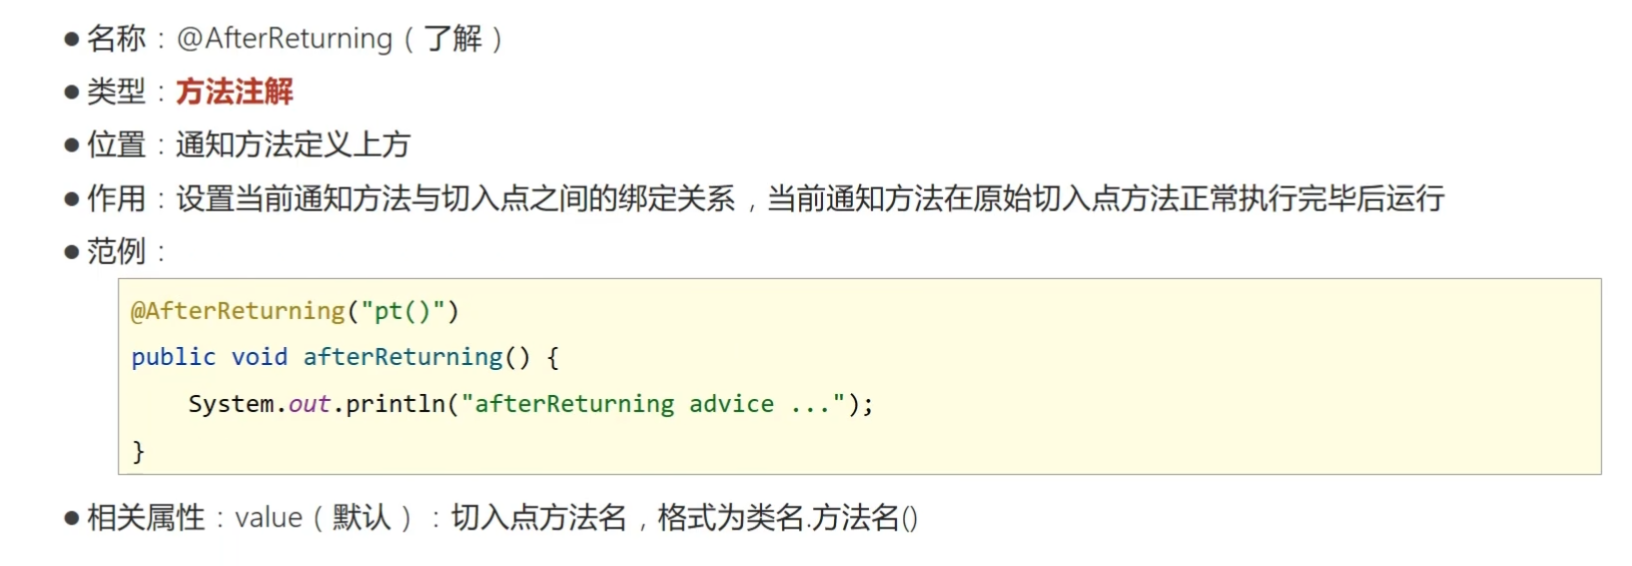 ●名称：@AfterReturning（了解）
●类型：方法注解
●位置：通知方法定义上方
●作用：设置当前通知方法与切入点之间的绑定关系，当前通知方法在原始切入点方法正常执行完毕后运行
●范例：
@AfterReturning("pt()")
public void afterReturning() {
    System.out.println("afterReturning advice ...");
}
●相关属性：value（默认）：切入点方法名，格式为类名.方法名()